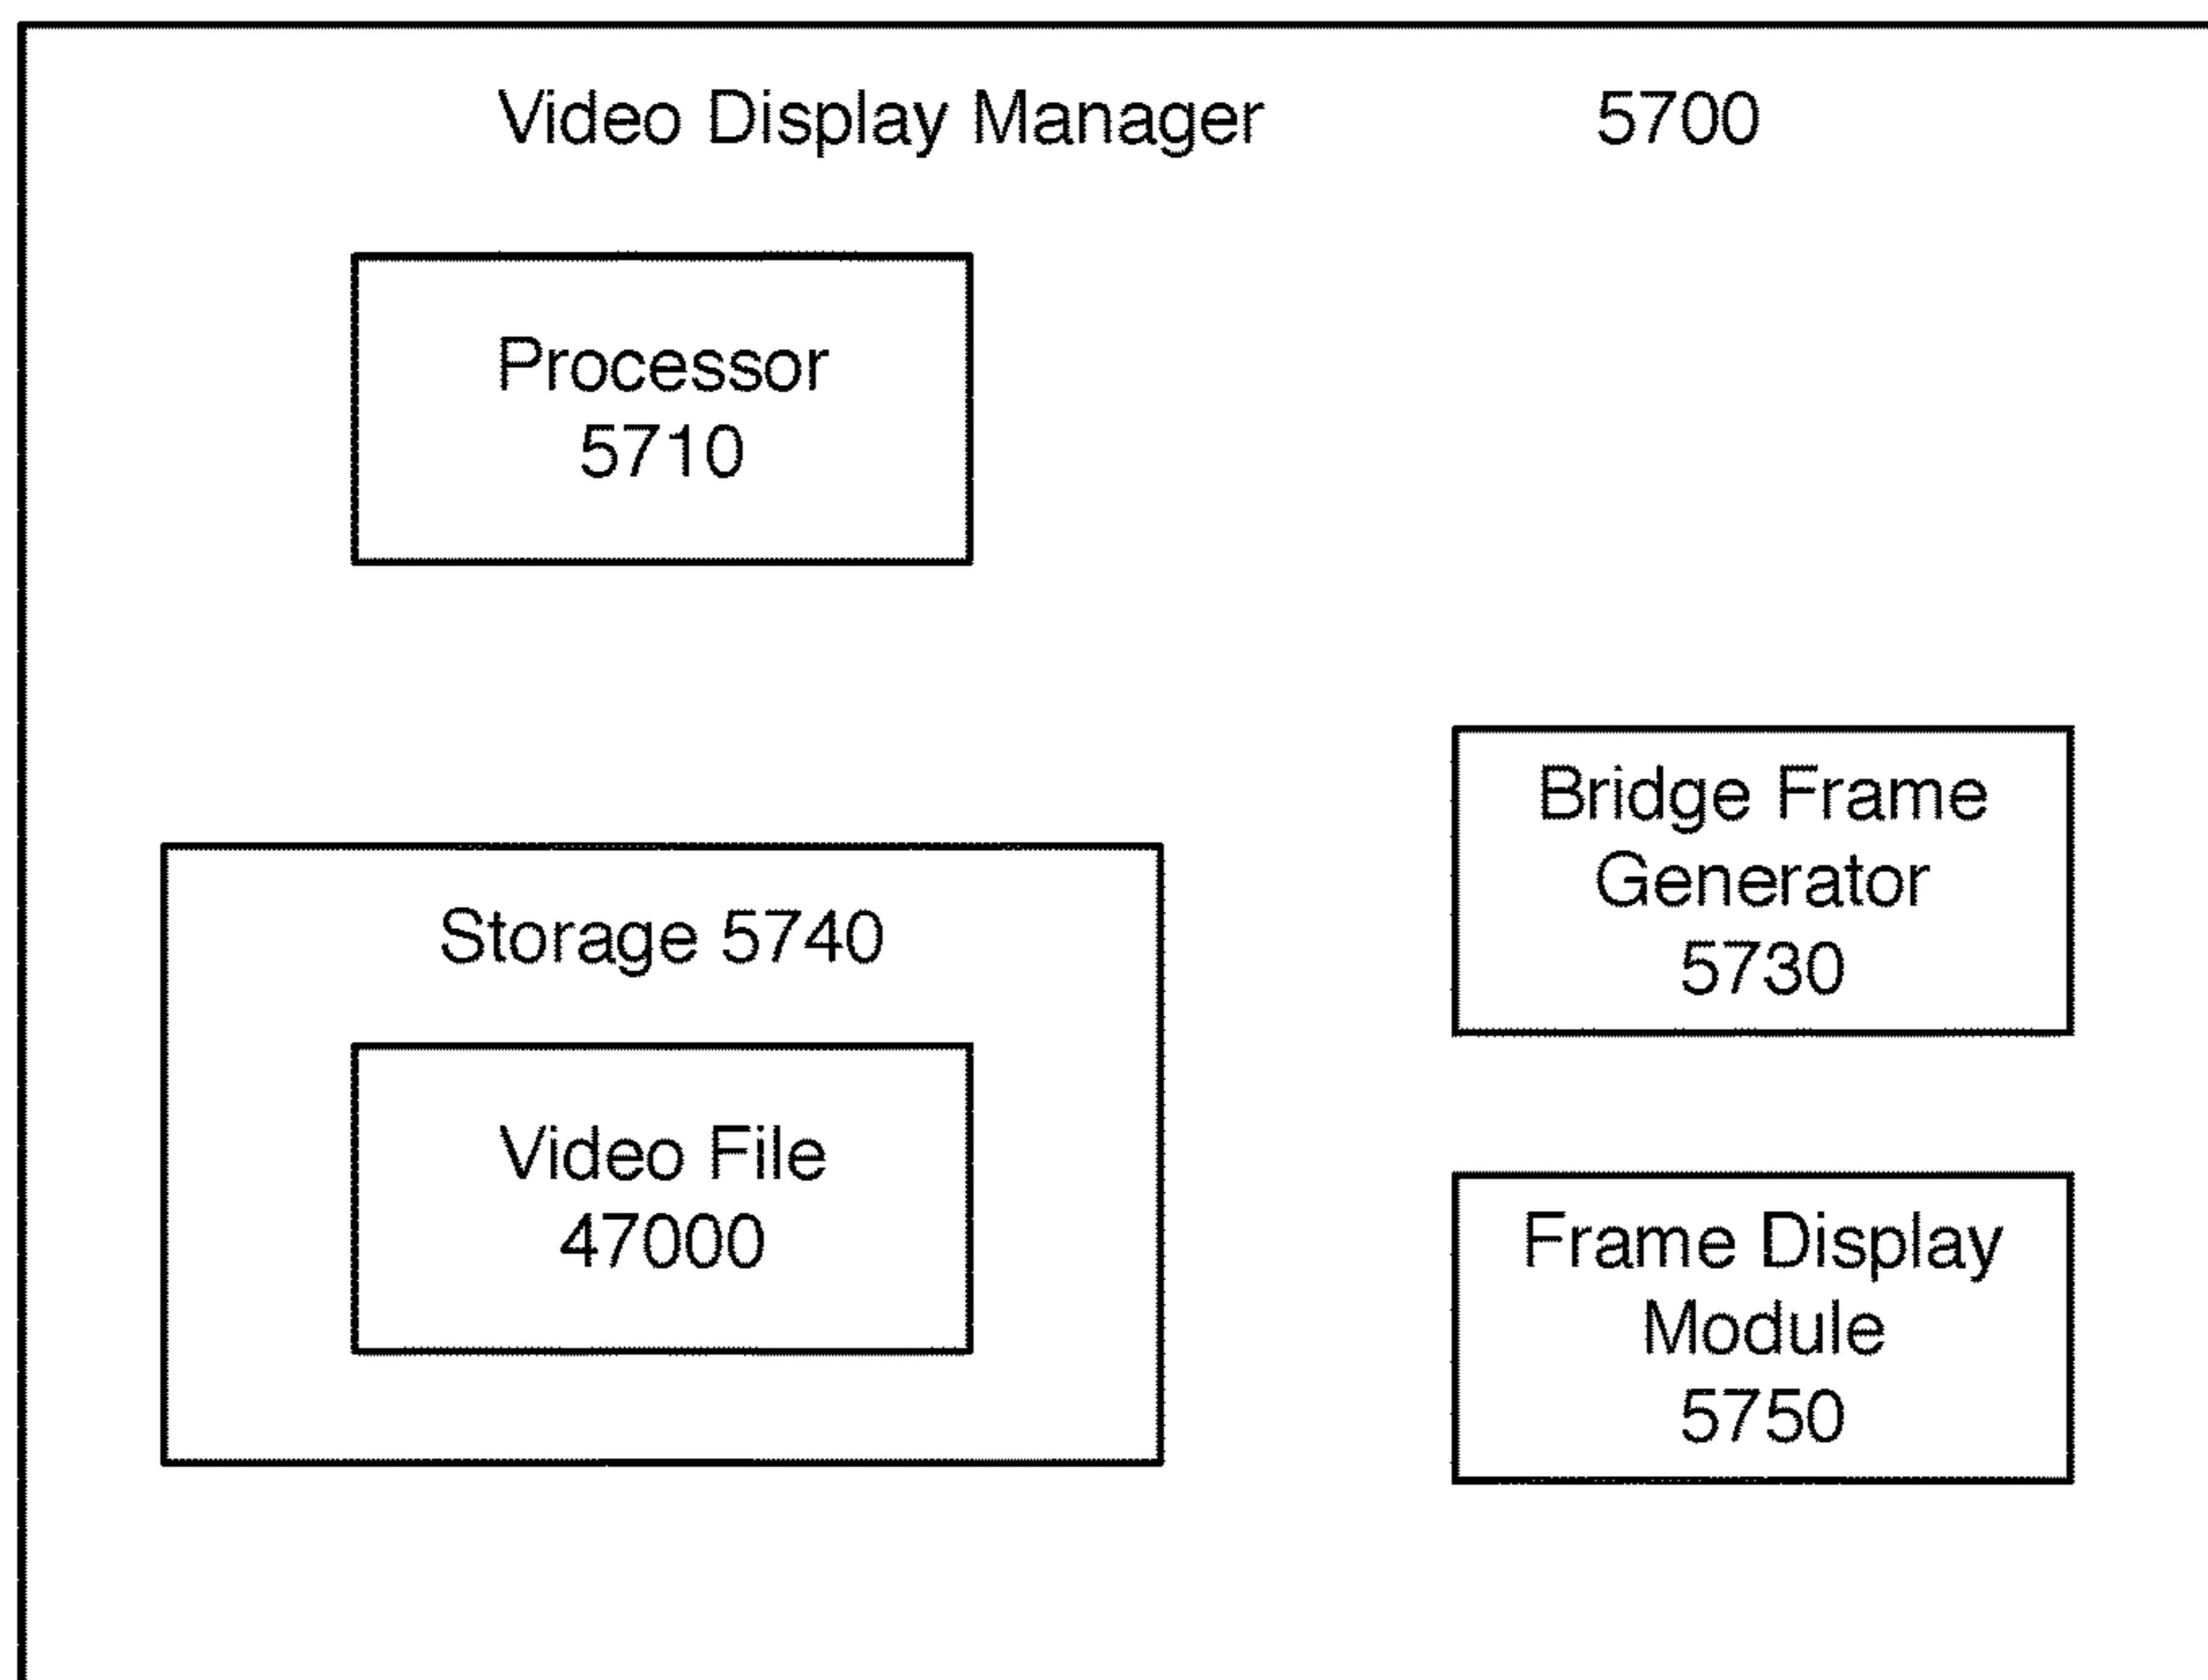 Video Display Manager 5700
Processor
5710
Storage 5740
Video File
47000
Bridge Frame
Generator
5730
Frame Display
Module
5750